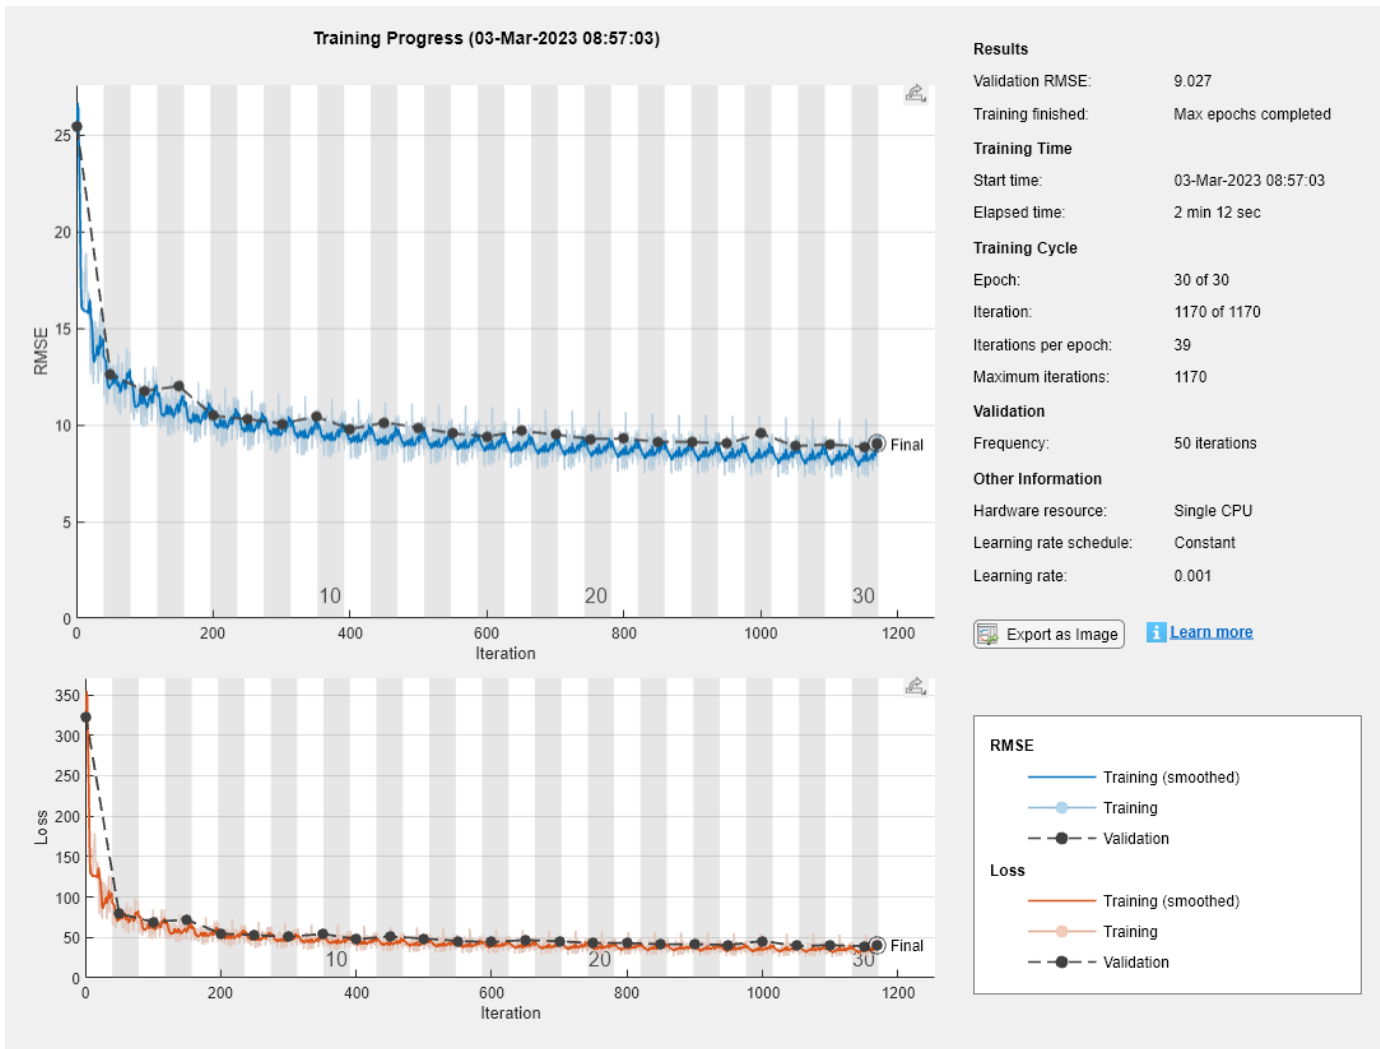 Training Progress (03-Mar-2023 08:57:03)
25
20
15
10
5
0
RMSE
10
20
30
Final
0 200 400 600 800 1000 1200
Iteration
350
300
250
200
150
100
50
0
Loss
10
20
30
Final
0 200 400 600 800 1000 1200
Iteration
Results
Validation RMSE: 9.027
Training finished: Max epochs completed
Training Time
Start time: 03-Mar-2023 08:57:03
Elapsed time: 2 min 12 sec
Training Cycle
Epoch: 30 of 30
Iteration: 1170 of 1170
Iterations per epoch: 39
Maximum iterations: 1170
Validation
Frequency: 50 iterations
Other Information
Hardware resource: Single CPU
Learning rate schedule: Constant
Learning rate: 0.001
Export as Image
i Learn more
RMSE
Training (smoothed)
Training
Validation
Loss
Training (smoothed)
Training
Validation